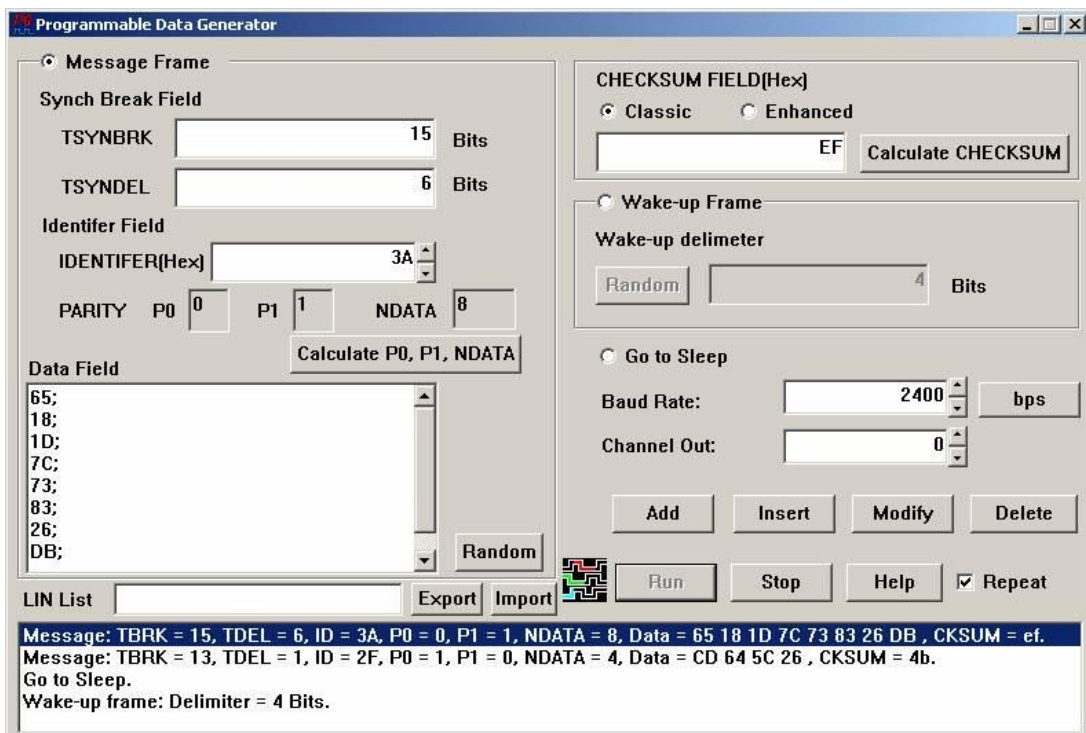 Programmable Data Generator
Message Frame
Synch Break Field
TSYNBRK 15 Bits
TSYNDEL 6 Bits
Identifer Field
IDENTIFER(Hex) 3A
PARITY P0 0 P1 1 NDATA 8
Calculate P0, P1, NDATA
Data Field
65;
18;
1D;
7C;
73;
83;
26;
DB;
Random
LIN List Export Import
CHECKSUM FIELD(Hex)
Classic Enhanced
EF Calculate CHECKSUM
Wake-up Frame
Wake-up delimeter
Random 4 Bits
Go to Sleep
Baud Rate: 2400 bps
Channel Out: 0
Add Insert Modify Delete
Run Stop Help Repeat
Message: TBRK = 15, TDEL = 6, ID = 3A, P0 = 0, P1 = 1, NDATA = 8, Data = 65 18 1D 7C 73 83 26 DB , CKSUM = ef.
Message: TBRK = 13, TDEL = 1, ID = 2F, P0 = 1, P1 = 0, NDATA = 4, Data = CD 64 5C 26 , CKSUM = 4b.
Go to Sleep.
Wake-up frame: Delimiter = 4 Bits.